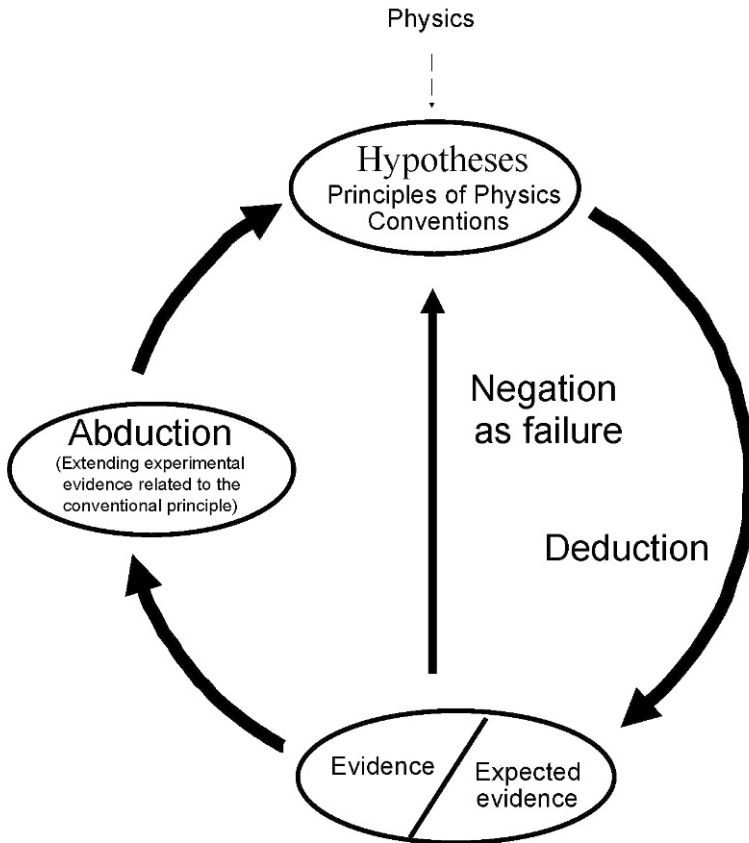 Physics
Hypotheses
Principles of Physics
Conventions
Negation
as failure
Abduction
(Extending experimental
evidence related to the
conventional principle)
Deduction
Evidence
Expected
evidence